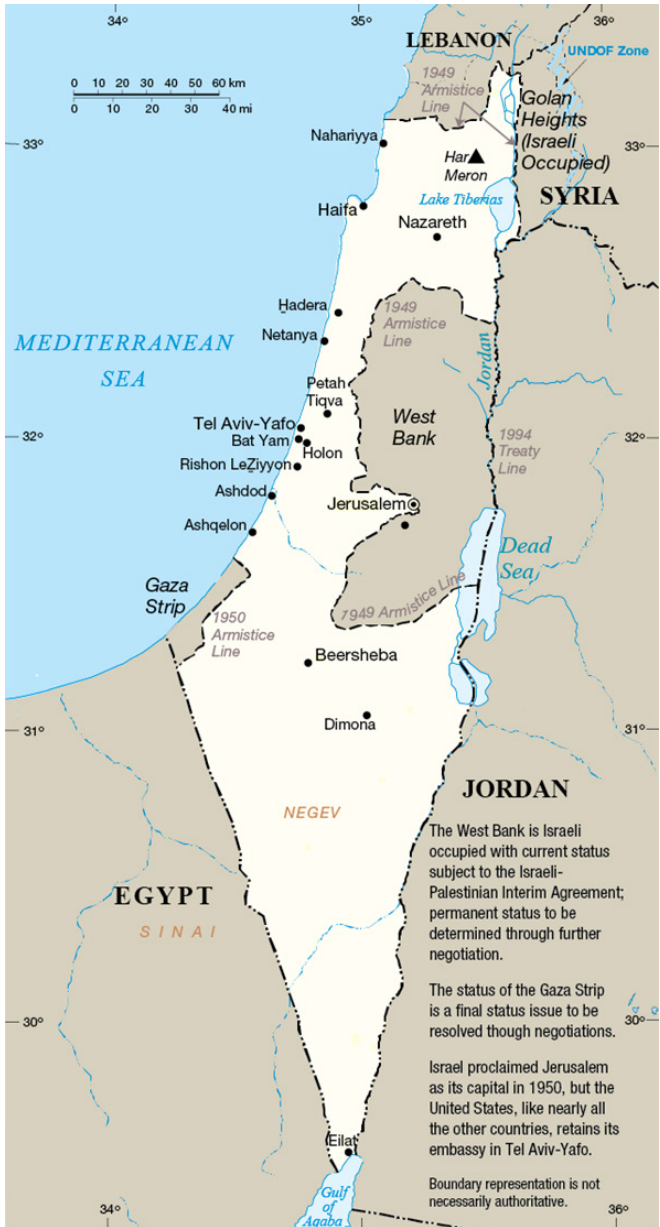 34°
35°
36°
LEBANON
UNDOF Zone
0 10 20 30 40 50 60 km
0 10 20 30 40 mi
1949
Armistice
Line
Golan
Heights
(Israeli
Occupied)
33°
33°
Nahariyya
Har
Meron
Lake Tiberias
SYRIA
Haifa
Nazareth
Ḥadera
1949
Armistice
Line
Netanya
MEDITERRANEAN
SEA
Jordan
Petah
Tiqva
West
Bank
Tel Aviv-Yafo
Bat Yam
Holon
32°
32°
1994
Treaty
Line
Rishon LeẔiyyon
Ashdod
Jerusalem
Ashqelon
Dead
Sea
Gaza
Strip
1949 Armistice Line
1950
Armistice
Line
Beersheba
31°
31°
Dimona
JORDAN
NEGEV
The West Bank is Israeli
occupied with current status
subject to the Israeli-
Palestinian Interim Agreement;
permanent status to be
determined through further
negotiation.
EGYPT
SINAI
The status of the Gaza Strip
is a final status issue to be
resolved though negotiations.
30°
30°
Israel proclaimed Jerusalem
as its capital in 1950, but the
United States, like nearly all
the other countries, retains its
embassy in Tel Aviv-Yafo.
Eilat
Boundary representation is not
necessarily authoritative.
Gulf
of
Aqaba
34°
35°
36°